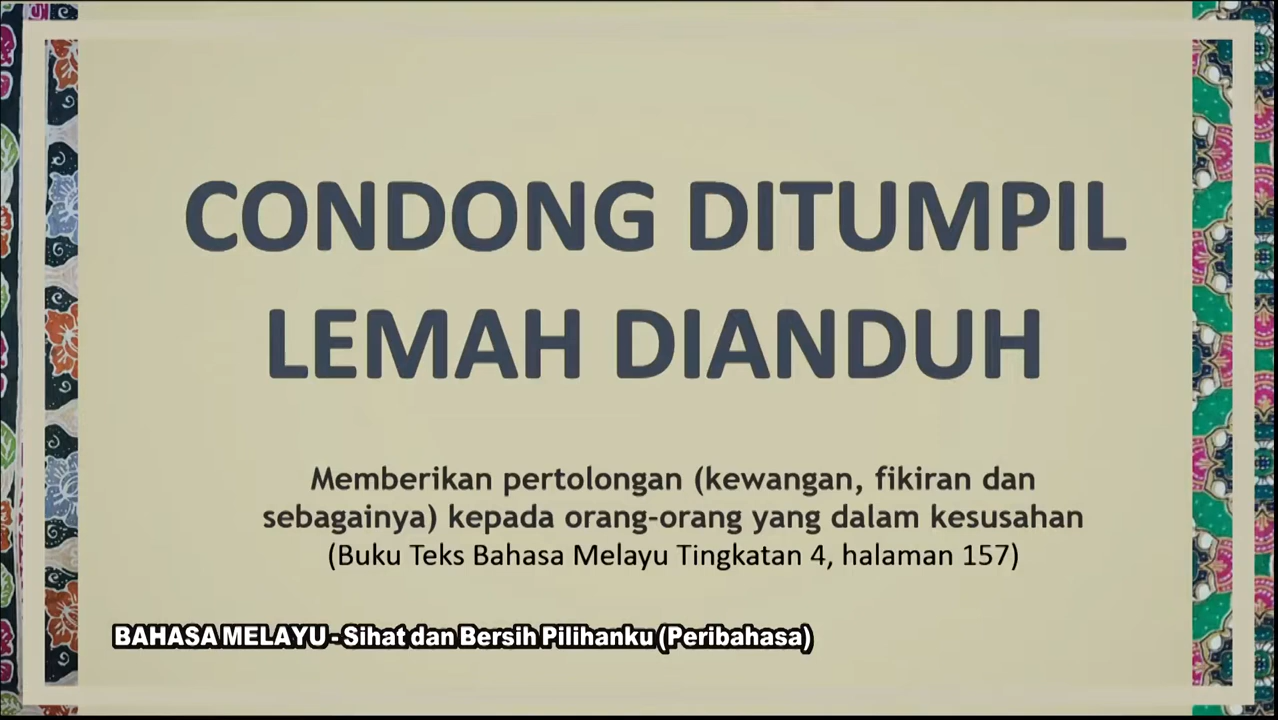 CONDONG DITUMPIL
LEMAH DIANDUH
Memberikan pertolongan (kewangan, fikiran dan
sebagainya) kepada orang-orang yang dalam kesusahan
(Buku Teks Bahasa Melayu Tingkatan 4, halaman 157)
BAHASA MELAYU - Sihat dan Bersih Pilihanku (Peribahasa)